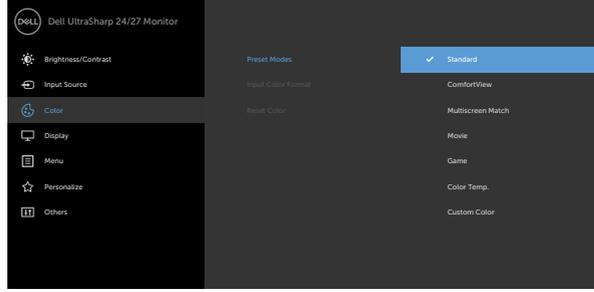 DELL Dell UltraSharp 24/27 Monitor
Brightness/Contrast
Input Source
Color
Display
Menu
Personalize
Others
Preset Modes
Input Color Format
Reset Color
Standard
ComfortView
Multiscreen Match
Movie
Game
Color Temp.
Custom Color